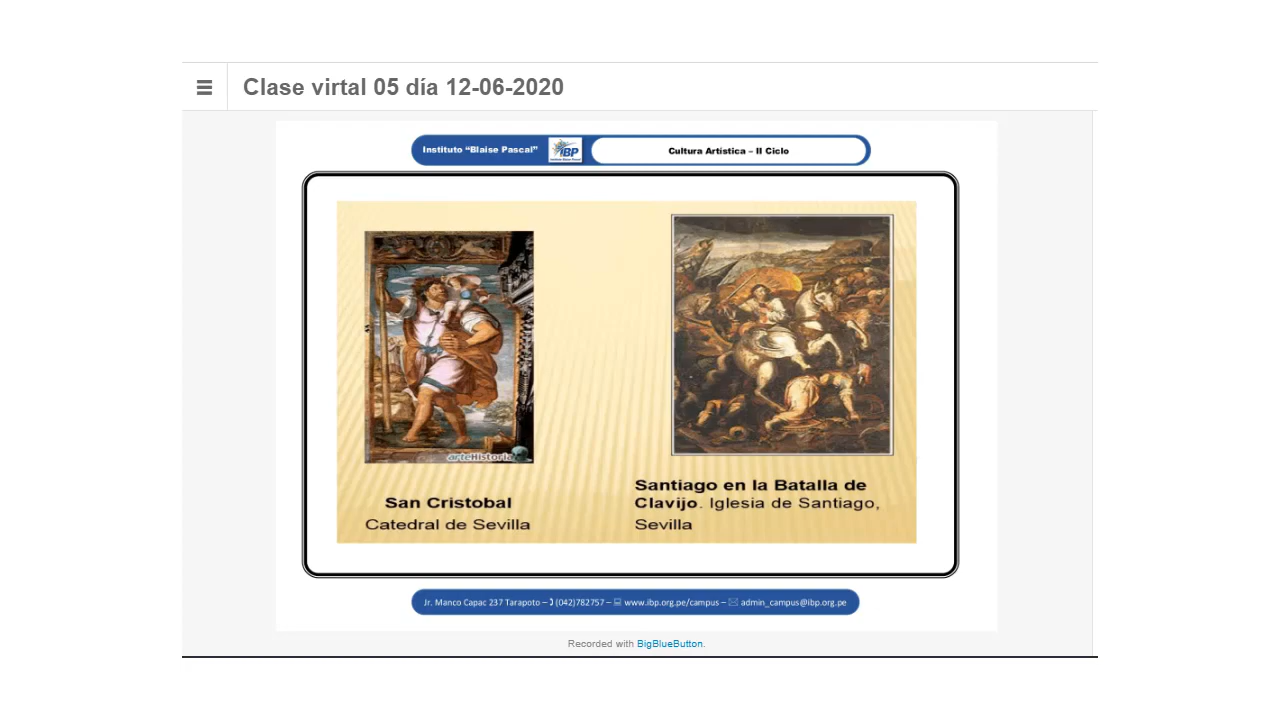 Clase virtal 05 día 12-06-2020
Instituto “Blaise Pascal”
IBP
Cultura Artística – II Ciclo
arteHistoria
San Cristobal
Catedral de Sevilla
Santiago en la Batalla de
Clavijo. Iglesia de Santiago,
Sevilla
Jr. Manco Capac 237 Tarapoto – (042)782757 – www.ibp.org.pe/campus – admin_campus@ibp.org.pe
Recorded with BigBlueButton.